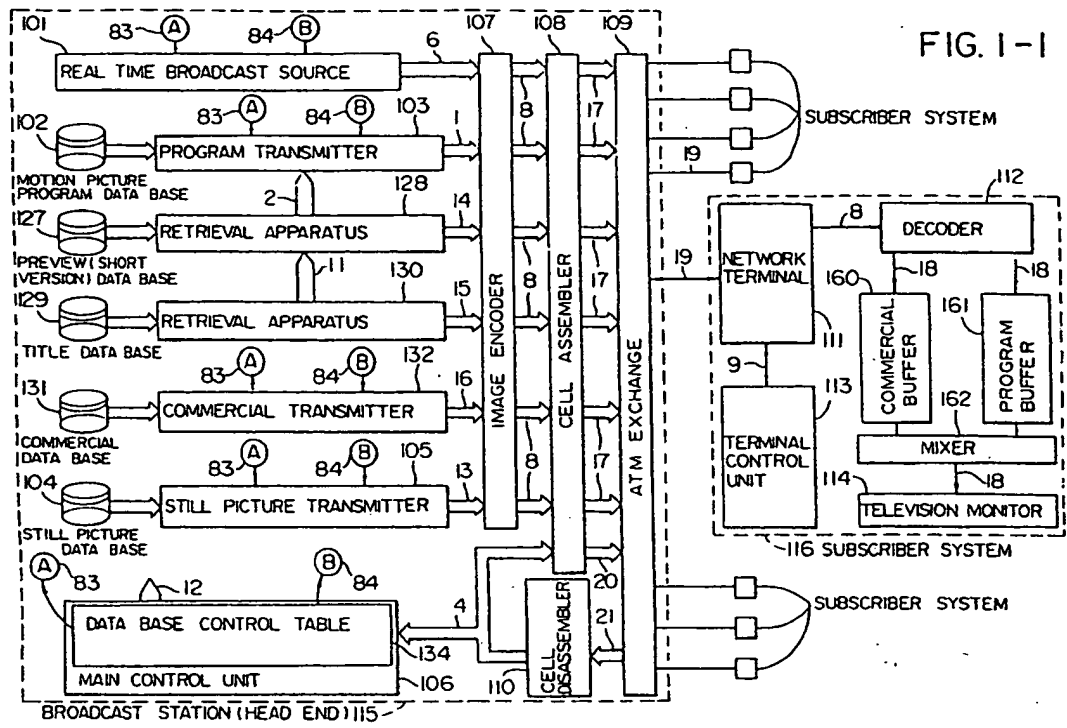 FIG. 1-1
101
83
A
84
B
6
107
108
109
REAL TIME BROADCAST SOURCE
8
17
102
83
A
84
B
103
1
PROGRAM TRANSMITTER
8
17
MOTION PICTURE
PROGRAM DATA BASE
2
128
127
14
RETRIEVAL APPARATUS
8
17
PREVIEW (SHORT
VERSION) DATA BASE
11
130
129
15
RETRIEVAL APPARATUS
8
17
TITLE DATA BASE
83
A
84
B
132
131
16
COMMERCIAL TRANSMITTER
8
17
COMMERCIAL
DATA BASE
83
A
84
B
105
104
13
STILL PICTURE TRANSMITTER
8
17
STILL PICTURE
DATA BASE
IMAGE ENCODER
CELL ASSEMBLER
ATM EXCHANGE
A
83
12
B
84
20
DATA BASE CONTROL TABLE
134
4
21
CELL
DISASSEMBLER
110
MAIN CONTROL UNIT
106
BROADCAST STATION (HEAD END) 115
SUBSCRIBER SYSTEM
19
19
112
8
DECODER
NETWORK
TERMINAL
111
18
18
160
161
COMMERCIAL
BUFFER
PROGRAM
BUFFER
9
113
162
TERMINAL CONTROL
UNIT
MIXER
18
114
TELEVISION MONITOR
116 SUBSCRIBER SYSTEM
SUBSCRIBER SYSTEM